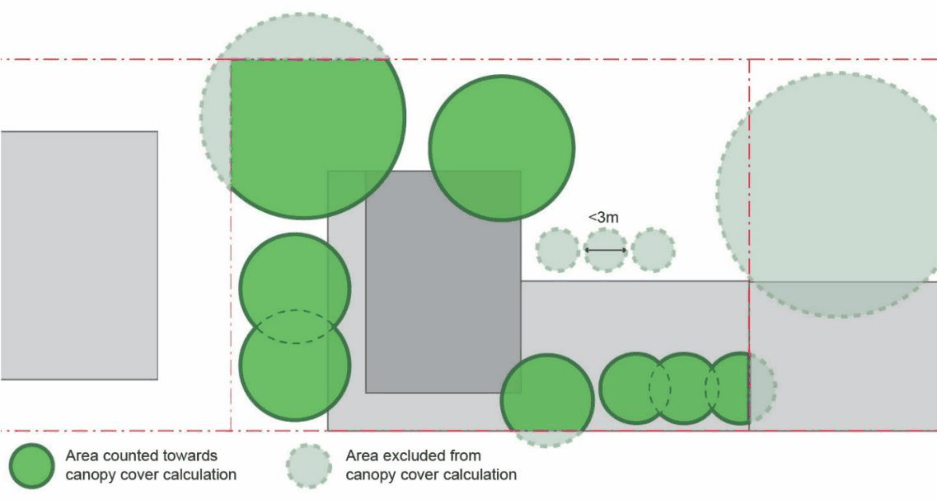 <3m
Area counted towards
canopy cover calculation
Area excluded from
canopy cover calculation